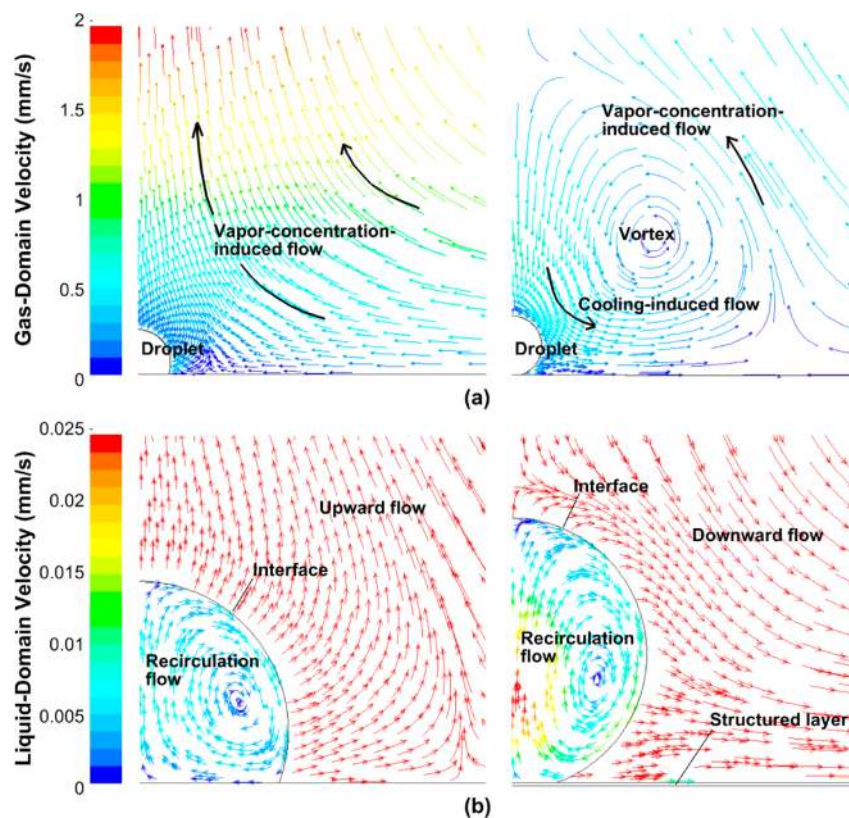 Gas-Domain Velocity (mm/s)
2
1.5
1
0.5
0
Vapor-concentration-
induced flow
Droplet
Vapor-concentration-
induced flow
Vortex
Cooling-induced flow
Droplet
(a)
Liquid-Domain Velocity (mm/s)
0.025
0.02
0.015
0.01
0.005
0
Upward flow
Interface
Recirculation
flow
Interface
Downward flow
Recirculation
flow
Structured layer
(b)